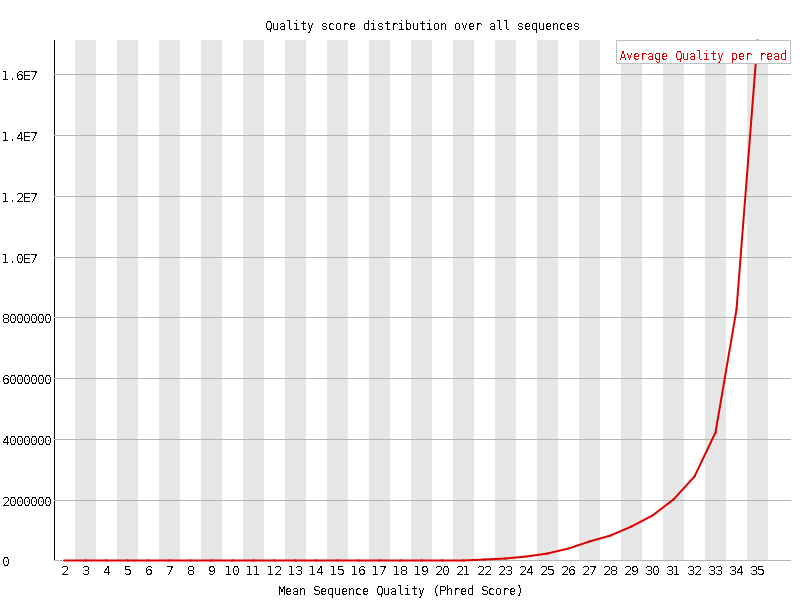 Quality score distribution over all sequences
Average Quality per read
1.6E7
1.4E7
1.2E7
1.0E7
8000000
6000000
4000000
2000000
0
2 3 4 5 6 7 8 9 10 11 12 13 14 15 16 17 18 19 20 21 22 23 24 25 26 27 28 29 30 31 32 33 34 35
Mean Sequence Quality (Phred Score)